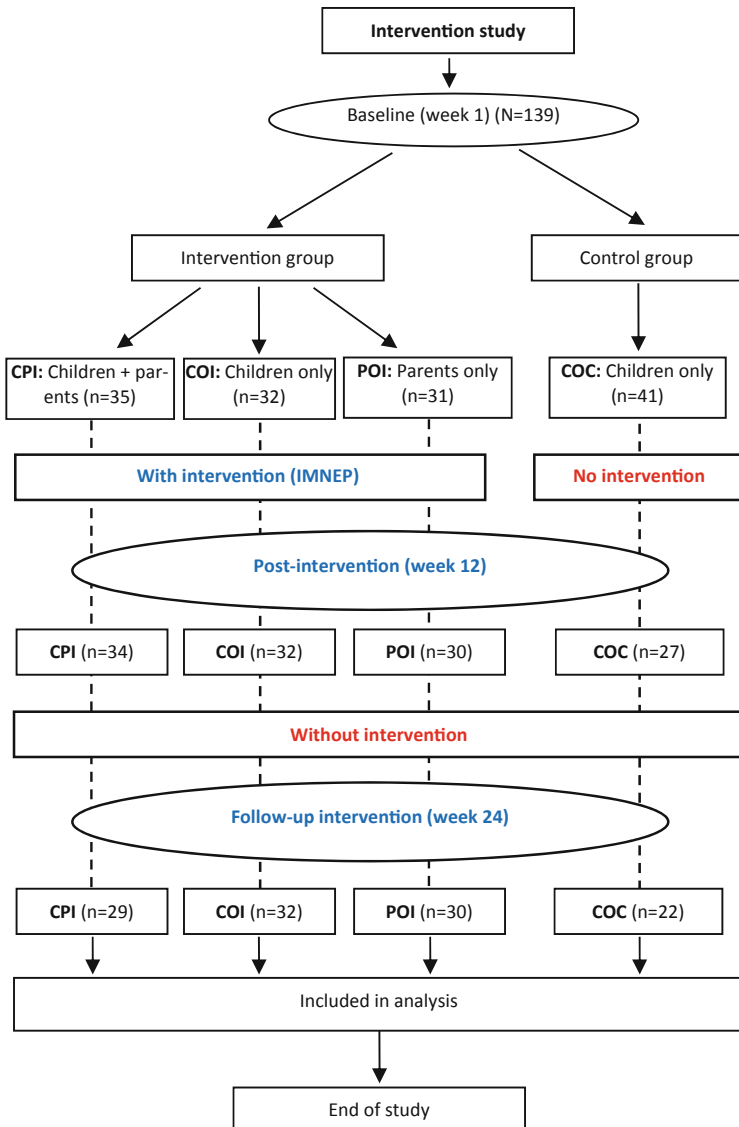 Intervention study
Baseline (week 1) (N=139)
Intervention group
Control group
CPI: Children + par-
ents (n=35)
COI: Children only
(n=32)
POI: Parents only
(n=31)
COC: Children only
(n=41)
With intervention (IMNEP)
No intervention
Post-intervention (week 12)
CPI (n=34)
COI (n=32)
POI (n=30)
COC (n=27)
Without intervention
Follow-up intervention (week 24)
CPI (n=29)
COI (n=32)
POI (n=30)
COC (n=22)
Included in analysis
End of study